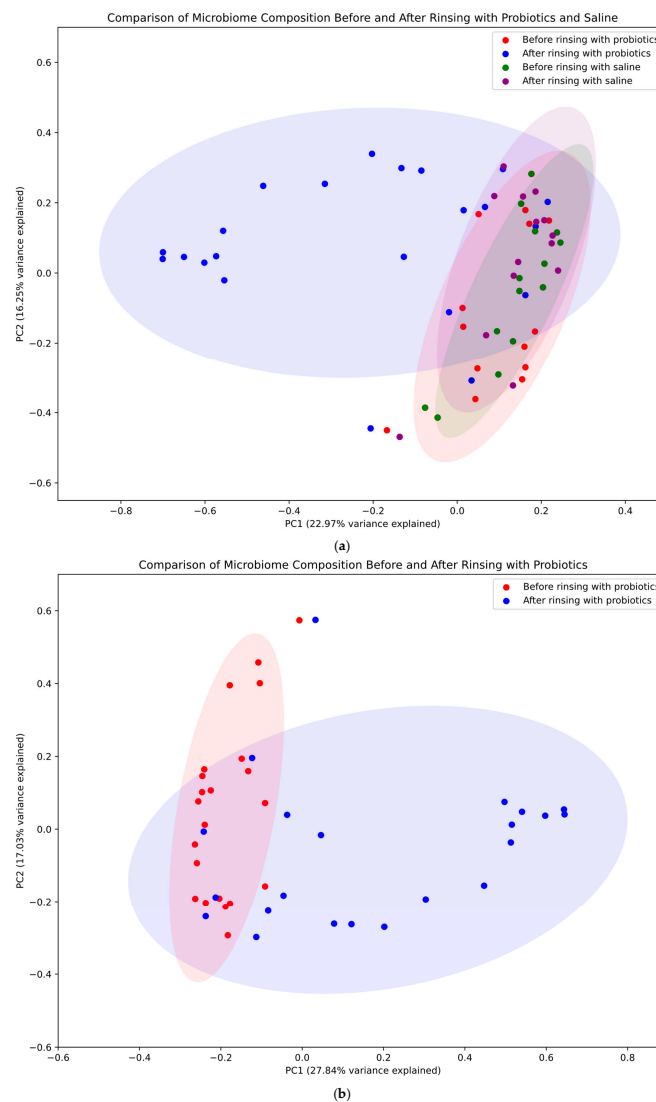 Comparison of Microbiome Composition Before and After Rinsing with Probiotics and Saline
Before rinsing with probiotics
After rinsing with probiotics
Before rinsing with saline
After rinsing with saline
0.6
0.4
0.2
0.0
−0.2
−0.4
−0.6
PC2 (16.25% variance explained)
−0.8
−0.6
−0.4
−0.2
0.0
0.2
0.4
PC1 (22.97% variance explained)
(a)
Comparison of Microbiome Composition Before and After Rinsing with Probiotics
Before rinsing with probiotics
After rinsing with probiotics
0.6
0.4
0.2
0.0
−0.2
−0.4
−0.6
PC2 (17.03% variance explained)
−0.6
−0.4
−0.2
0.0
0.2
0.4
0.6
0.8
PC1 (27.84% variance explained)
(b)